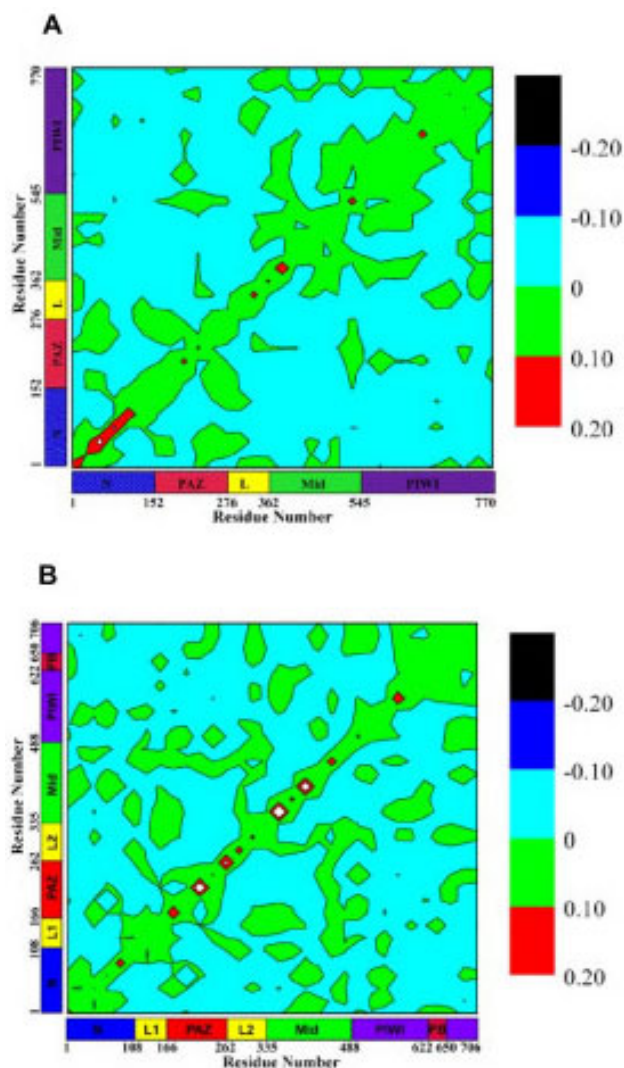 A
770
PIWI
545
Mid
362
L
276
PAZ
152
N
1
Residue Number
N PAZ L Mid PIWI
1 152 276 362 545 770
Residue Number
-0.20
-0.10
0
0.10
0.20
B
706
650
PB
622
PIWI
488
Mid
335
L2
262
PAZ
166
L1
108
N
1
Residue Number
N L1 PAZ L2 Mid PIWI PB
1 108 166 262 335 488 622 650 706
Residue Number
-0.20
-0.10
0
0.10
0.20